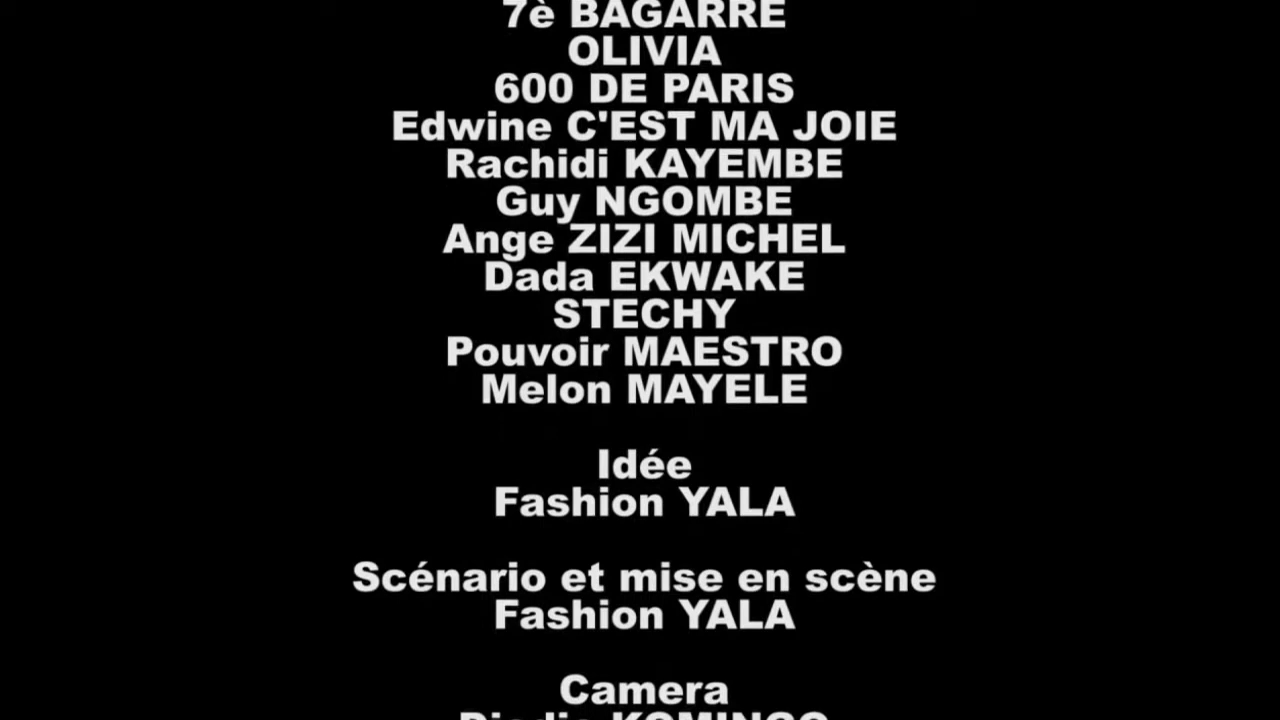 7è BAGARRE
OLIVIA
600 DE PARIS
Edwine C'EST MA JOIE
Rachidi KAYEMBE
Guy NGOMBE
Ange ZIZI MICHEL
Dada EKWAKE
STECHY
Pouvoir MAESTRO
Melon MAYELE
Idée
Fashion YALA
Scénario et mise en scène
Fashion YALA
Camera